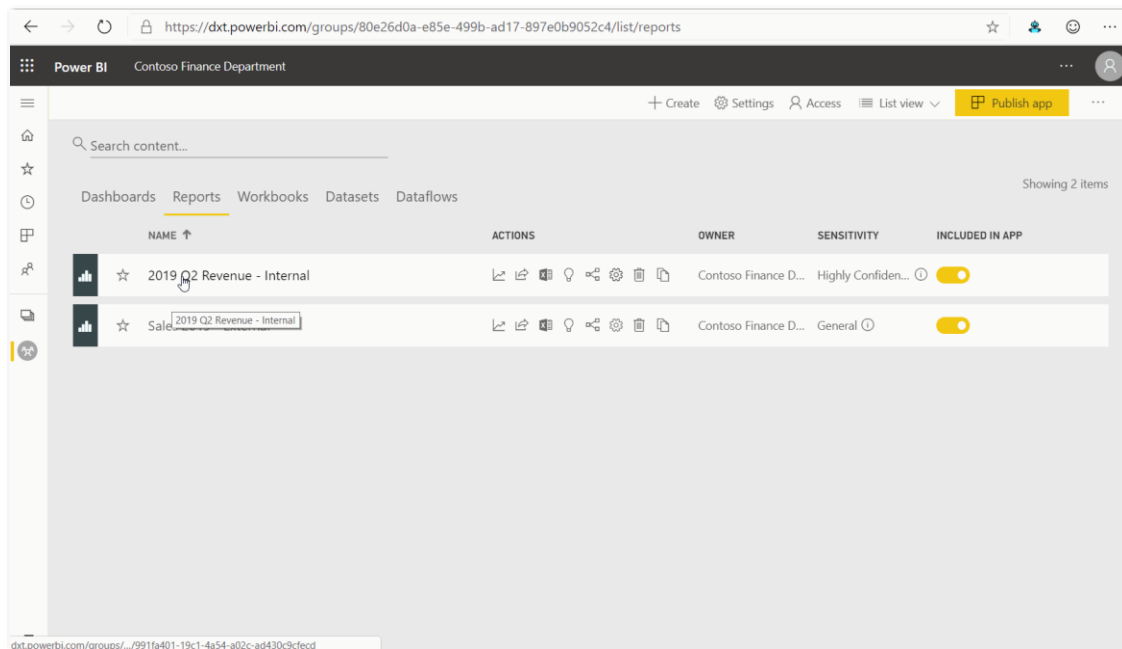 https://dxt.powerbi.com/groups/80e26d0a-e85e-499b-ad17-897e0b9052c4/list/reports
Power BI Contoso Finance Department
Create Settings Access List view Publish app
Search content...
Showing 2 items
Dashboards Reports Workbooks Datasets Dataflows
NAME ACTIONS OWNER SENSITIVITY INCLUDED IN APP
2019 Q2 Revenue - Internal Contoso Finance D... Highly Confiden...
2019 Q2 Revenue - Internal
Contoso Finance D... General
dxt.powerbi.com/groups/.../991fa401-19c1-4a54-a02c-ad430c9cfecd